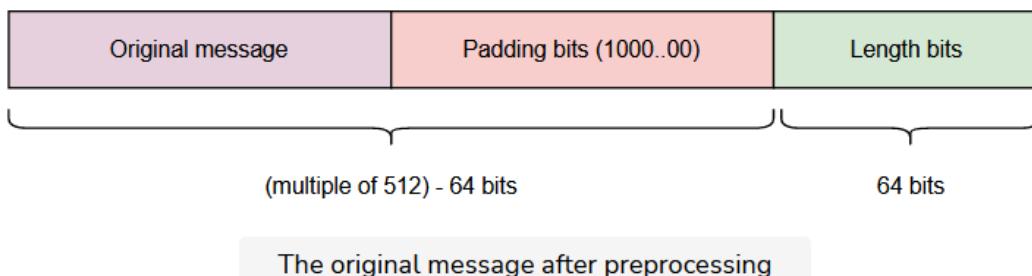 Original message Padding bits (1000..00) Length bits
(multiple of 512) - 64 bits 64 bits
The original message after preprocessing